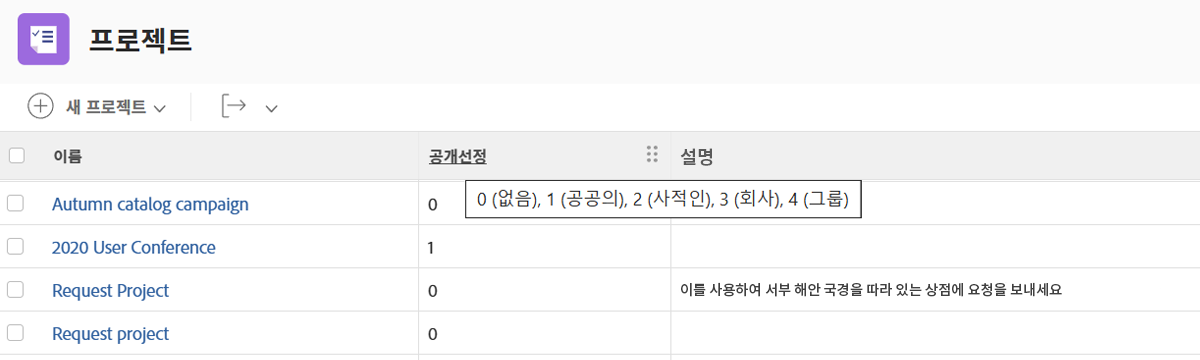 프로젝트
새 프로젝트
이름 공개선정 설명
Autumn catalog campaign 0
0 (없음), 1 (공공의), 2 (사적인), 3 (회사), 4 (그룹)
2020 User Conference 1
Request Project 0 이를 사용하여 서부 해안 국경을 따라 있는 상점에 요청을 보내세요
Request project 0